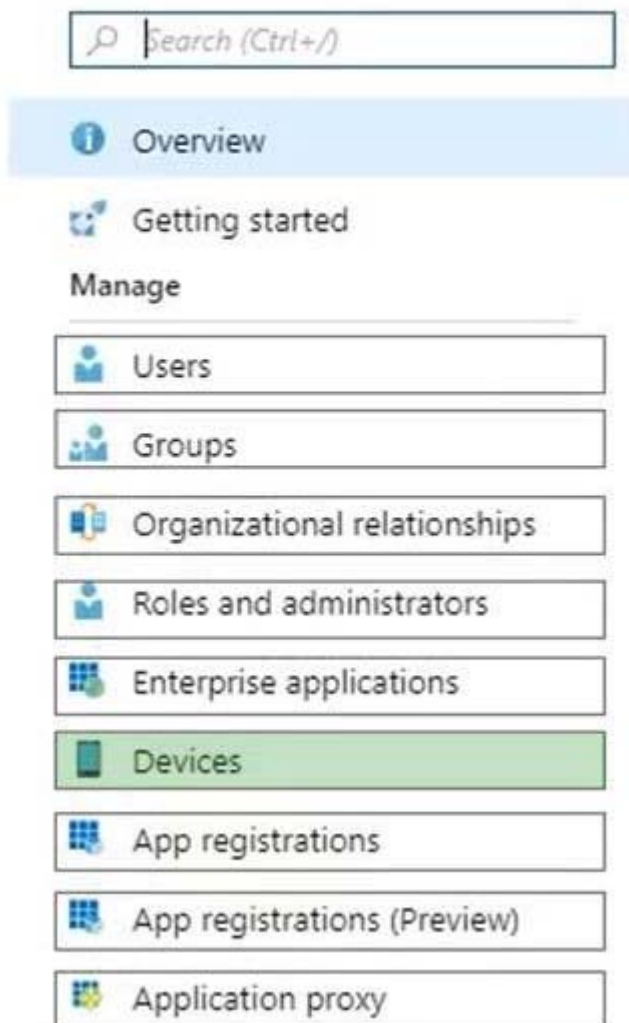 Search (Ctrl+/)
Overview
Getting started
Manage
Users
Groups
Organizational relationships
Roles and administrators
Enterprise applications
Devices
App registrations
App registrations (Preview)
Application proxy